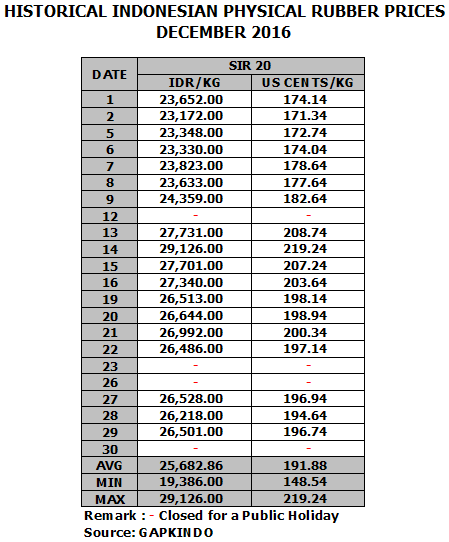 HISTORICAL INDONESIAN PHYSICAL RUBBER PRICES
DECEMBER 2016
DATE SIR 20
IDR/KG US CENTS/KG
1 23,652.00 174.14
2 23,172.00 171.34
5 23,348.00 172.74
6 23,330.00 174.04
7 23,823.00 178.64
8 23,633.00 177.64
9 24,359.00 182.64
12 - -
13 27,731.00 208.74
14 29,126.00 219.24
15 27,701.00 207.24
16 27,340.00 203.64
19 26,513.00 198.14
20 26,644.00 198.94
21 26,992.00 200.34
22 26,486.00 197.14
23 - -
26 - -
27 26,528.00 196.94
28 26,218.00 194.64
29 26,501.00 196.74
30 - -
AVG 25,682.86 191.88
MIN 19,386.00 148.54
MAX 29,126.00 219.24
Remark : - Closed for a Public Holiday
Source: GAPKINDO